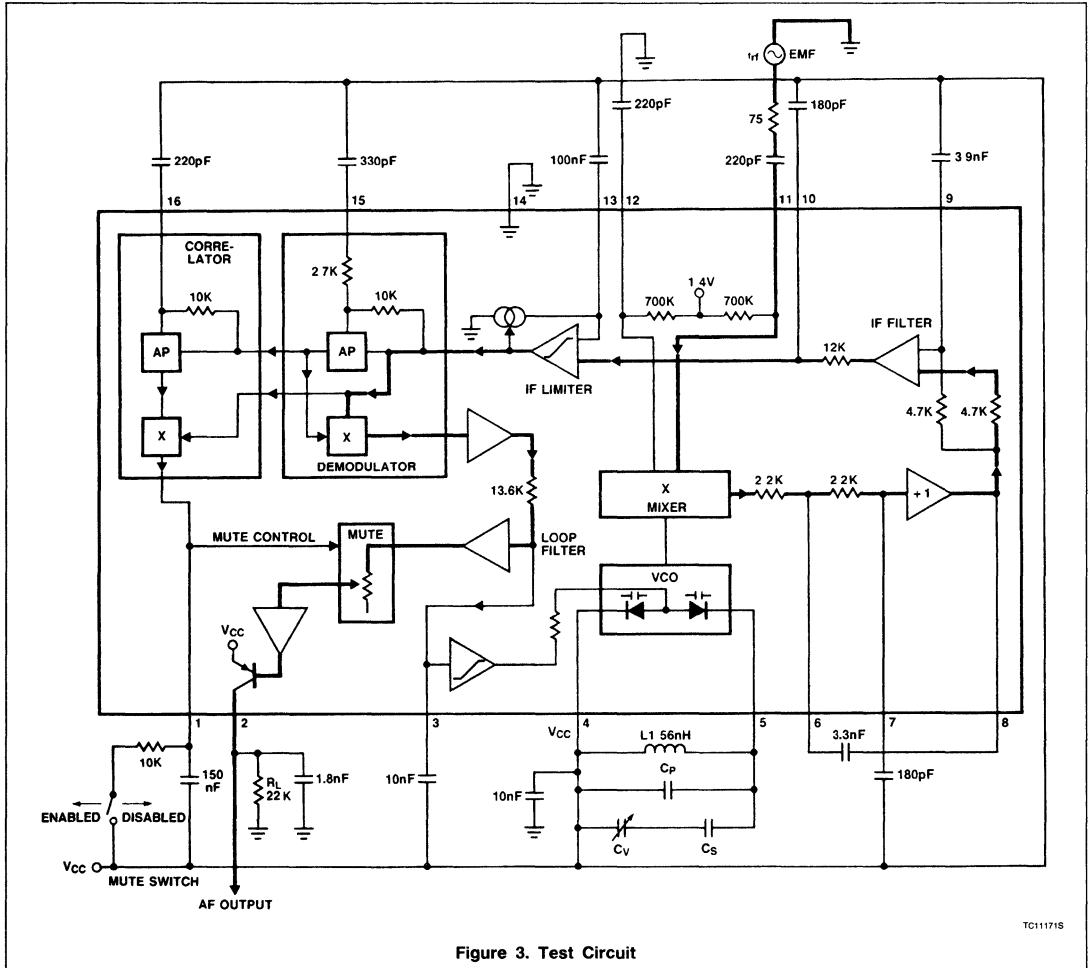 frf EMF
220pF 75 180pF
220pF 330pF 100nF 220pF 3 9nF
16 15 14 13 12 11 10 9
CORRE-
LATOR
2 7K
10K 10K
1 4V
700K 700K
IF FILTER
AP AP
12K
IF LIMITER
4.7K 4.7K
X X
DEMODULATOR
13.6K
X
MIXER
2 2K 2 2K
+1
MUTE CONTROL
MUTE
LOOP
FILTER
VCO
VCC
1 2 3 4 5 6 7 8
VCC
10K
150
nF
RL
22 K
1.8nF
10nF
10nF
L1 56nH
CP
CV CS
3.3nF
180pF
ENABLED DISABLED
VCC
MUTE SWITCH
AF OUTPUT
TC11171S
Figure 3. Test Circuit